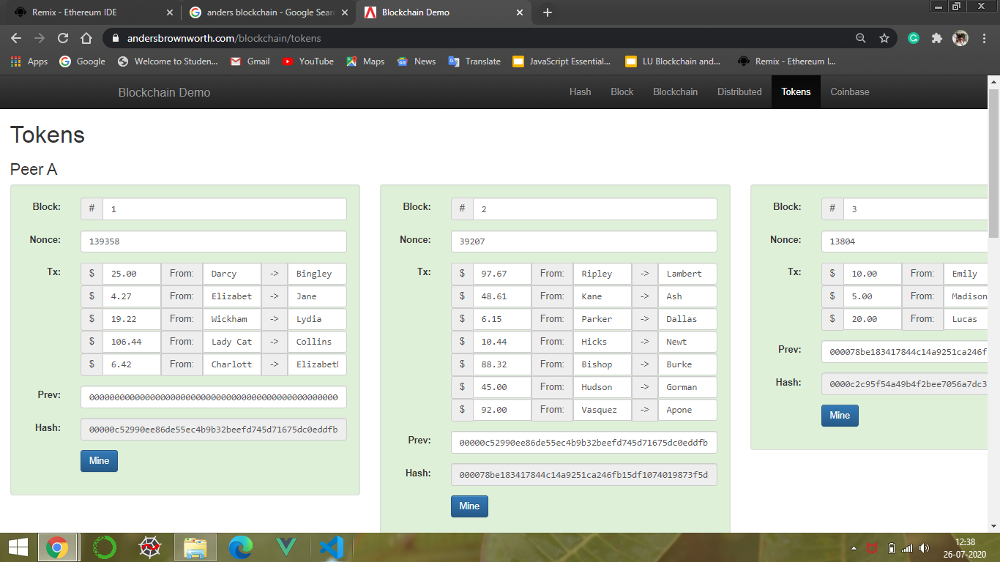 Remix - Ethereum IDE
anders blockchain - Google Sear
Blockchain Demo
andersbrownworth.com/blockchain/tokens
Apps Google Welcome to Studen... Gmail YouTube Maps News Translate JavaScript Essential... LU Blockchain and... Remix - Ethereum I...
Blockchain Demo Hash Block Blockchain Distributed Tokens Coinbase
Tokens
Peer A
Block: # 1
Nonce: 139358
Tx: $ 25.00 From: Darcy -> Bingley
$ 4.27 From: Elizabet -> Jane
$ 19.22 From: Wickham -> Lydia
$ 106.44 From: Lady Cat -> Collins
$ 6.42 From: Charlott -> Elizabeth
Prev: 0000000000000000000000000000000000000000000000000
Hash: 00000c52990ee86de55ec4b9b32beefd745d71675dc0eddfb
Mine
Block: # 2
Nonce: 39207
Tx: $ 97.67 From: Ripley -> Lambert
$ 48.61 From: Kane -> Ash
$ 6.15 From: Parker -> Dallas
$ 10.44 From: Hicks -> Newt
$ 88.32 From: Bishop -> Burke
$ 45.00 From: Hudson -> Gorman
$ 92.00 From: Vasquez -> Apone
Prev: 00000c52990ee86de55ec4b9b32beefd745d71675dc0eddfb
Hash: 000078be183417844c14a9251ca246fb15df1074019873f5d
Mine
Block: # 3
Nonce: 13804
Tx: $ 10.00 From: Emily
$ 5.00 From: Madison
$ 20.00 From: Lucas
Prev: 000078be183417844c14a9251ca246f
Hash: 0000c2c95f54a49b4f2bee7056a7dc3
Mine
12:38
26-07-2020